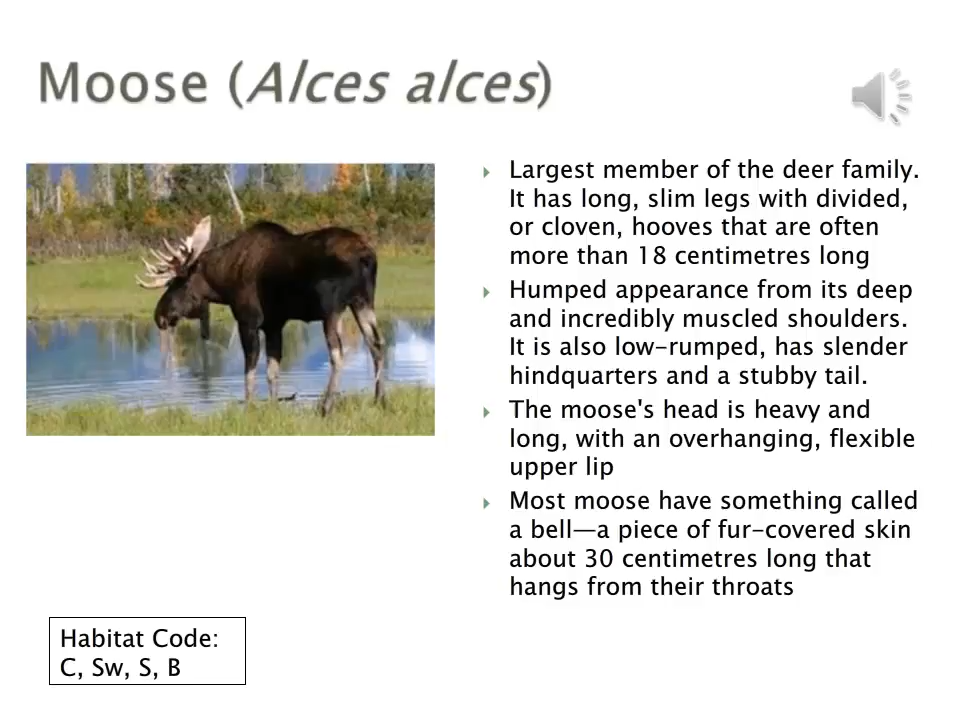 Moose (Alces alces)
Largest member of the deer family.
It has long, slim legs with divided,
or cloven, hooves that are often
more than 18 centimetres long
Humped appearance from its deep
and incredibly muscled shoulders.
It is also low-rumped, has slender
hindquarters and a stubby tail.
The moose's head is heavy and
long, with an overhanging, flexible
upper lip
Most moose have something called
a bell—a piece of fur-covered skin
about 30 centimetres long that
hangs from their throats
Habitat Code:
C, Sw, S, B